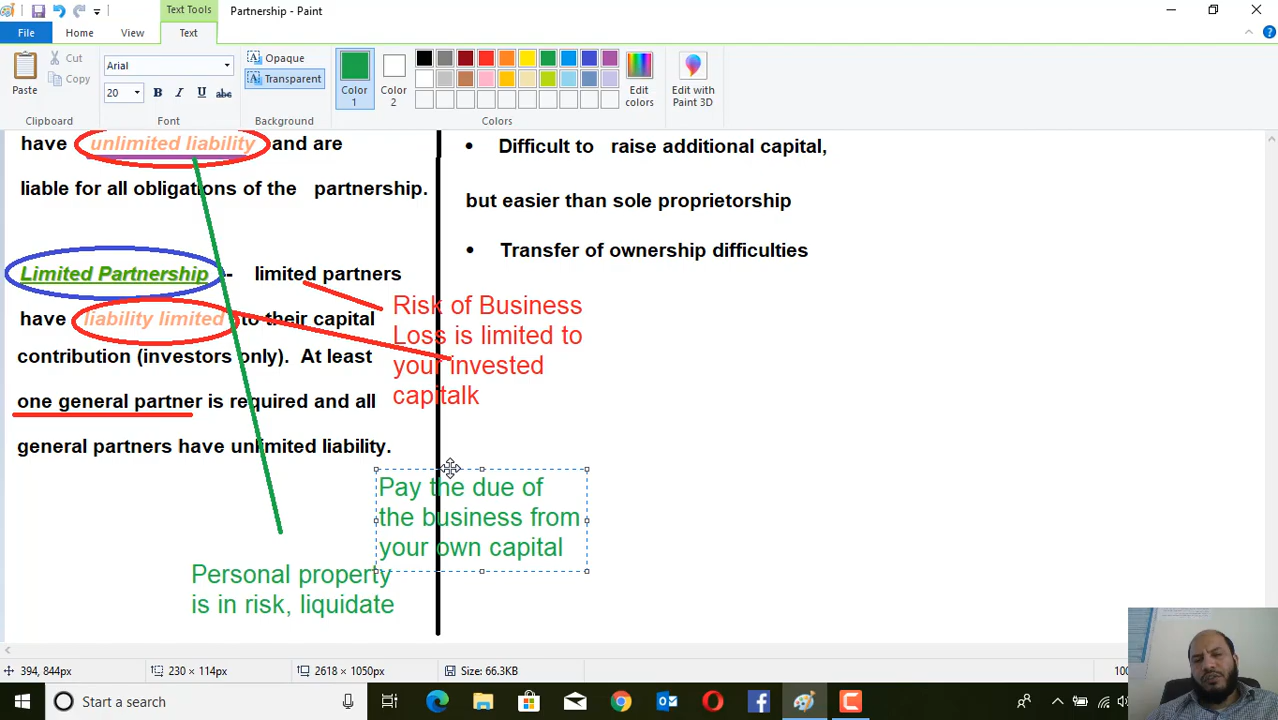 Text Tools
Partnership - Paint
File
Home
View
Text
Paste
Cut
Copy
Clipboard
Arial
20
B I U abc
Font
Opaque
Transparent
Background
Color
1
Color
2
Edit
colors
Edit with
Paint 3D
Colors
have unlimited liability and are
liable for all obligations of the partnership.
Limited Partnership - limited partners
have liability limited to their capital
contribution (investors only). At least
one general partner is required and all
general partners have unlimited liability.
• Difficult to raise additional capital,
but easier than sole proprietorship
• Transfer of ownership difficulties
Risk of Business
Loss is limited to
your invested
capitalk
Pay the due of
the business from
your own capital
Personal property
is in risk, liquidate
394, 844px
230 × 114px
2618 × 1050px
Size: 66.3KB
Start a search